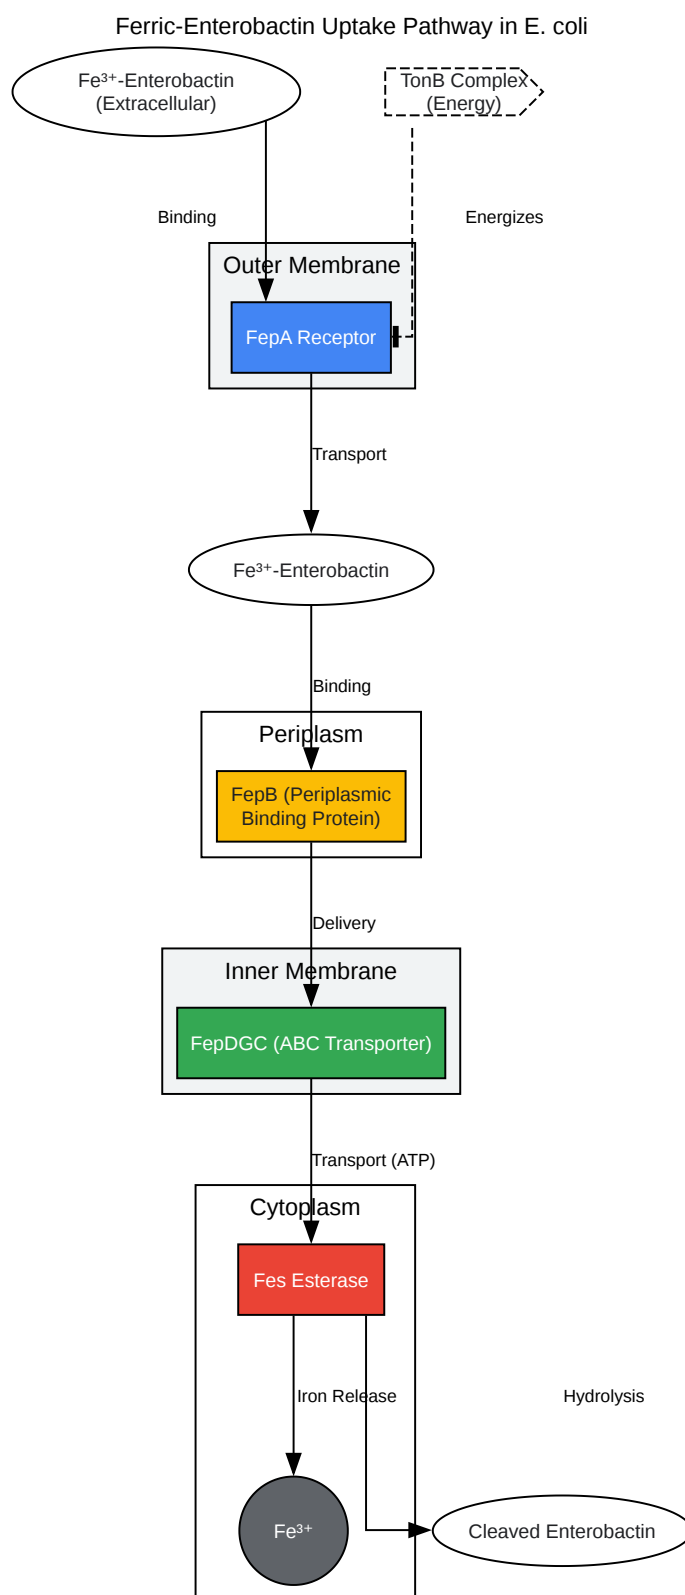 Ferric-Enterobactin Uptake Pathway in E. coli
Fe³⁺-Enterobactin
(Extracellular)
TonB Complex
(Energy)
Binding
Energizes
Outer Membrane
FepA Receptor
Transport
Fe³⁺-Enterobactin
Binding
Periplasm
FepB (Periplasmic
Binding Protein)
Delivery
Inner Membrane
FepDGC (ABC Transporter)
Transport (ATP)
Cytoplasm
Fes Esterase
Iron Release
Hydrolysis
Fe³⁺
Cleaved Enterobactin